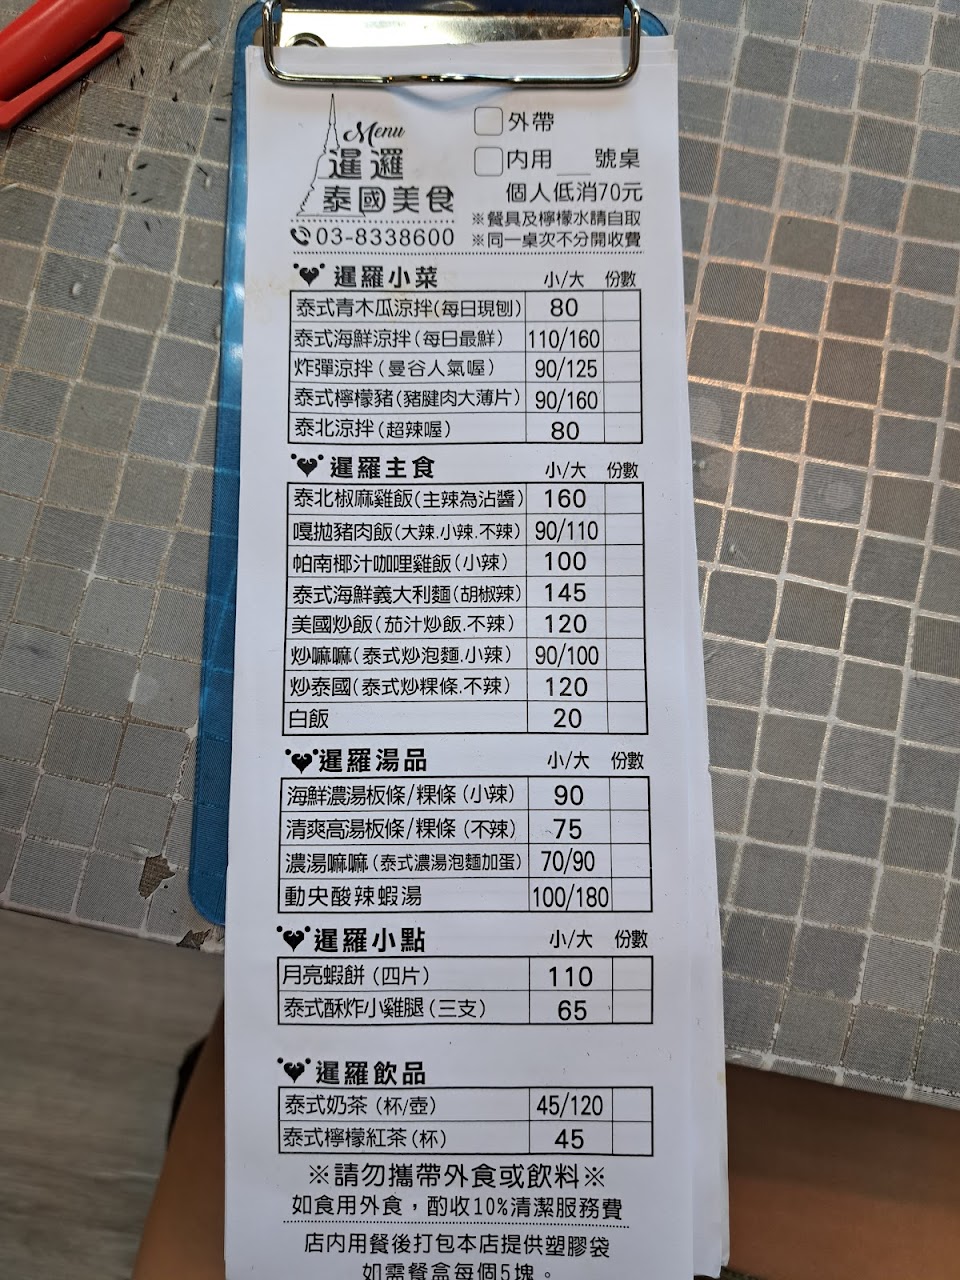 Menu
暹邏
泰國美食
03-8338600
外帶
内用__號桌
個人低消70元
※餐具及檸檬水請自取
※同一桌次不分開收費
暹羅小菜 小/大 份數
泰式青木瓜涼拌(每日現刨) 80
泰式海鮮涼拌(每日最鮮) 110/160
炸彈涼拌(曼谷人氣喔) 90/125
泰式檸檬豬(豬腱肉大薄片) 90/160
泰北涼拌(超辣喔) 80
暹羅主食 小/大 份數
泰北椒麻雞飯(主辣為沾醬) 160
嘎拋豬肉飯(大辣.小辣.不辣) 90/110
帕南椰汁咖哩雞飯(小辣) 100
泰式海鮮義大利麵(胡椒辣) 145
美國炒飯(茄汁炒飯.不辣) 120
炒嘛嘛(泰式炒泡麵.小辣) 90/100
炒泰國(泰式炒粿條.不辣) 120
白飯 20
暹羅湯品 小/大 份數
海鮮濃湯板條/粿條(小辣) 90
清爽高湯板條/粿條(不辣) 75
濃湯嘛嘛(泰式濃湯泡麵加蛋) 70/90
動央酸辣蝦湯 100/180
暹羅小點 小/大 份數
月亮蝦餅(四片) 110
泰式酥炸小雞腿(三支) 65
暹羅飲品
泰式奶茶(杯/壺) 45/120
泰式檸檬紅茶(杯) 45
※請勿攜帶外食或飲料※
如食用外食，酌收10%清潔服務費
店内用餐後打包本店提供塑膠袋
如需餐盒每個5塊。